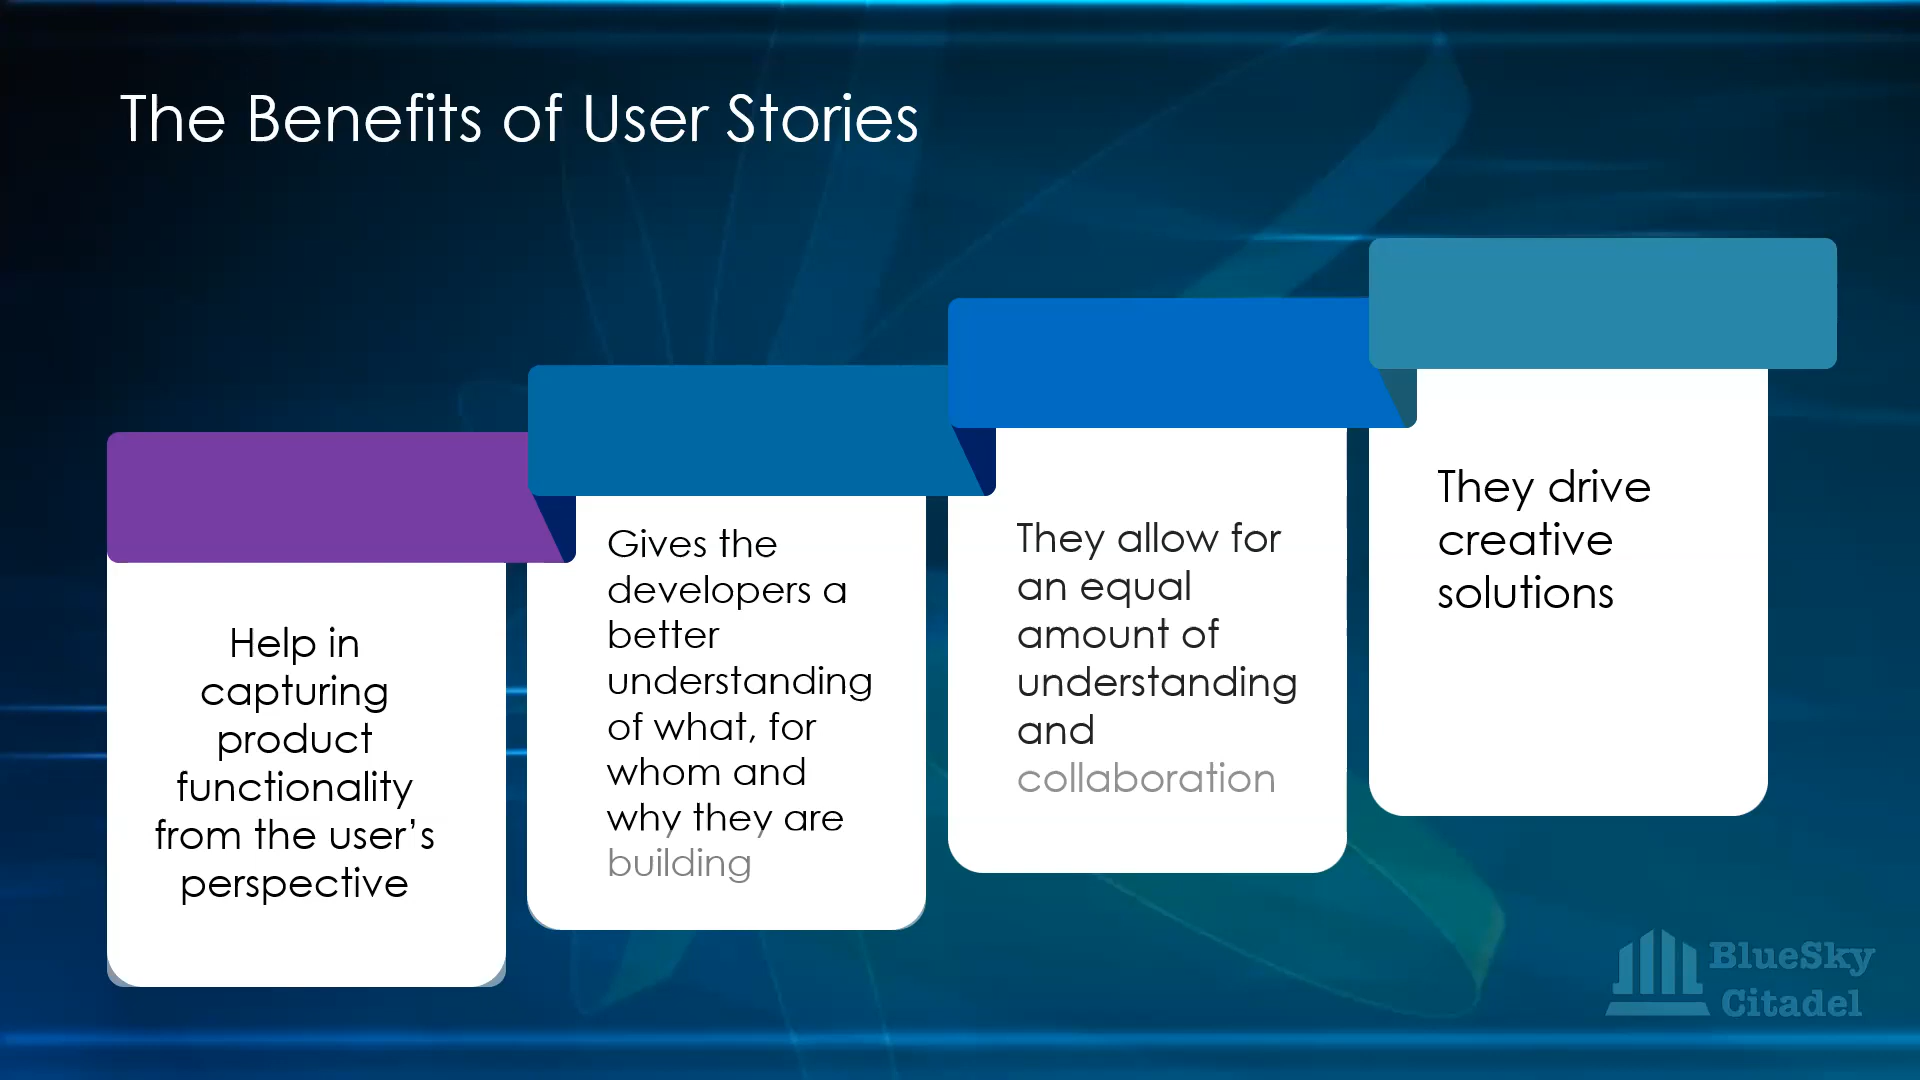 The Benefits of User Stories
Help in
capturing
product
functionality
from the user’s
perspective
Gives the
developers a
better
understanding
of what, for
whom and
why they are
building
They allow for
an equal
amount of
understanding
and
collaboration
They drive
creative
solutions
BlueSky
Citadel